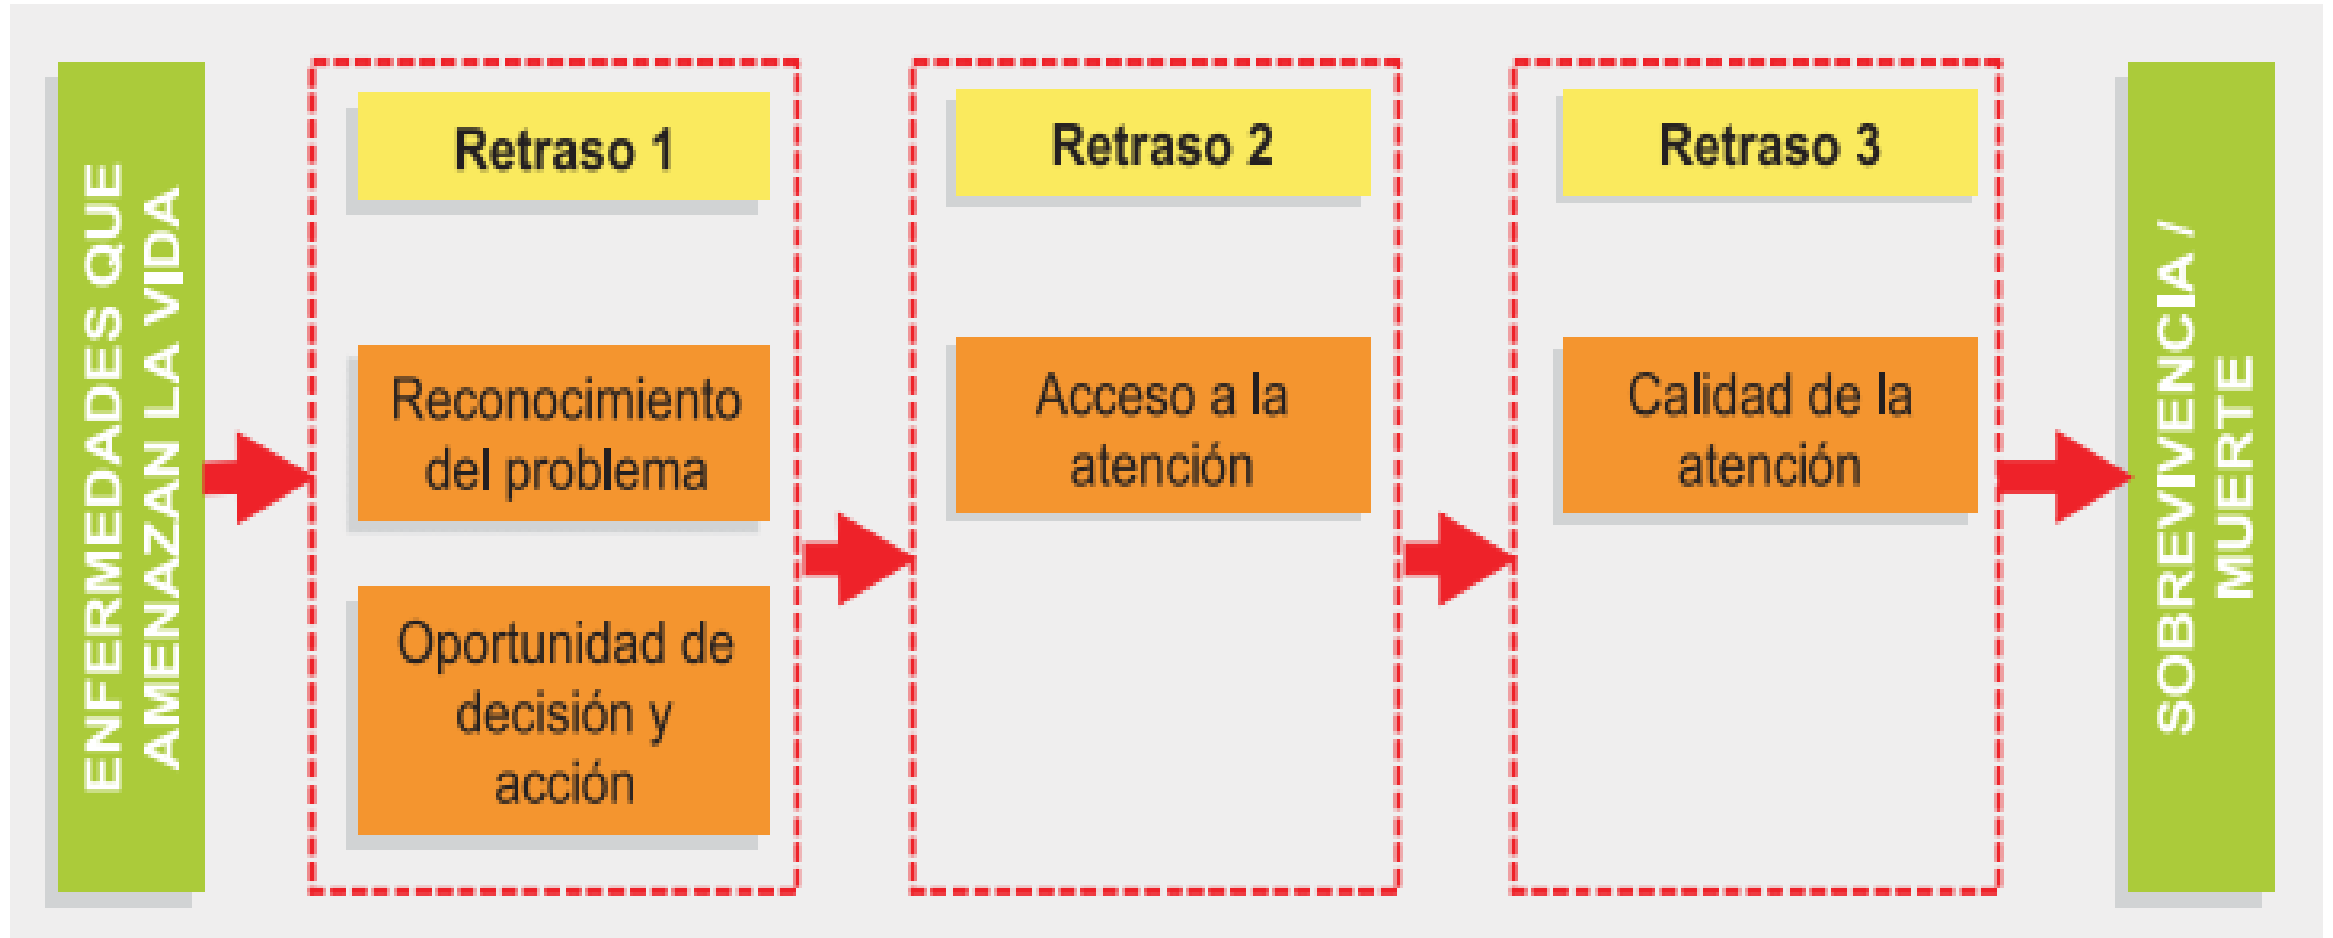 ENFERMEDADES QUE
AMENAZAN LA VIDA
Retraso 1
Reconocimiento
del problema
Oportunidad de
decisión y
acción
Retraso 2
Acceso a la
atención
Retraso 3
Calidad de la
atención
SOBREVIVENCIA /
MUERTE